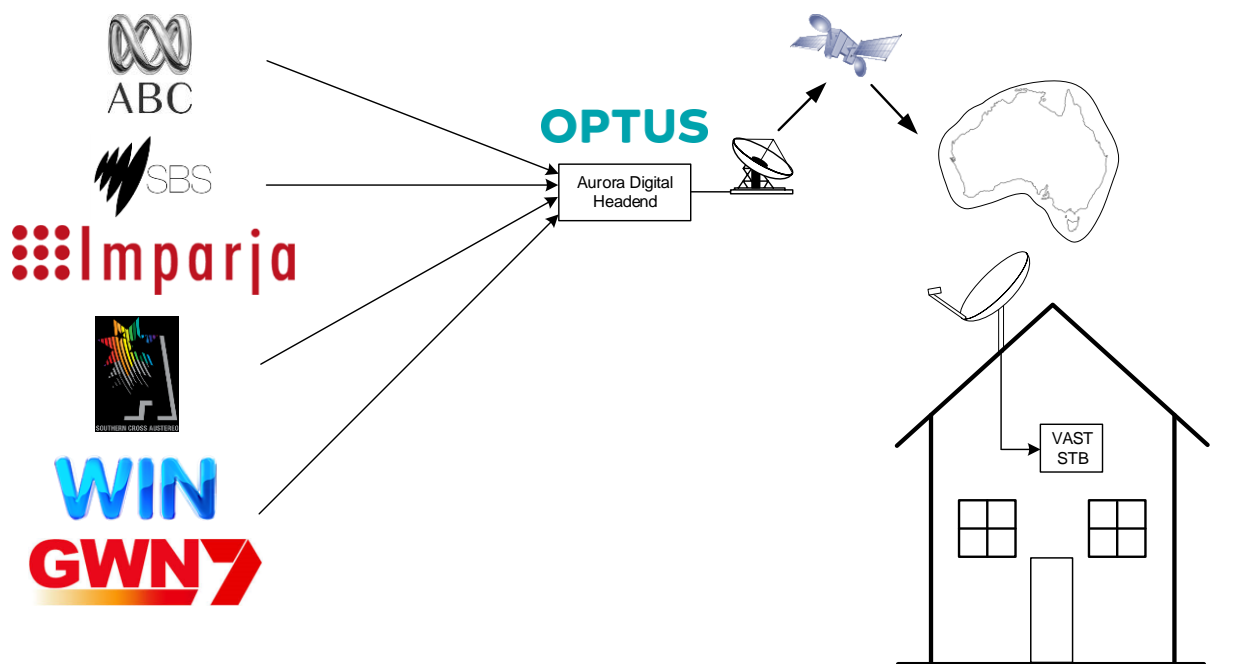 ABC
SBS
Imparja
SOUTHERN CROSS AUSTEREO
WIN
GWN7
OPTUS
Aurora Digital
Headend
VAST
STB